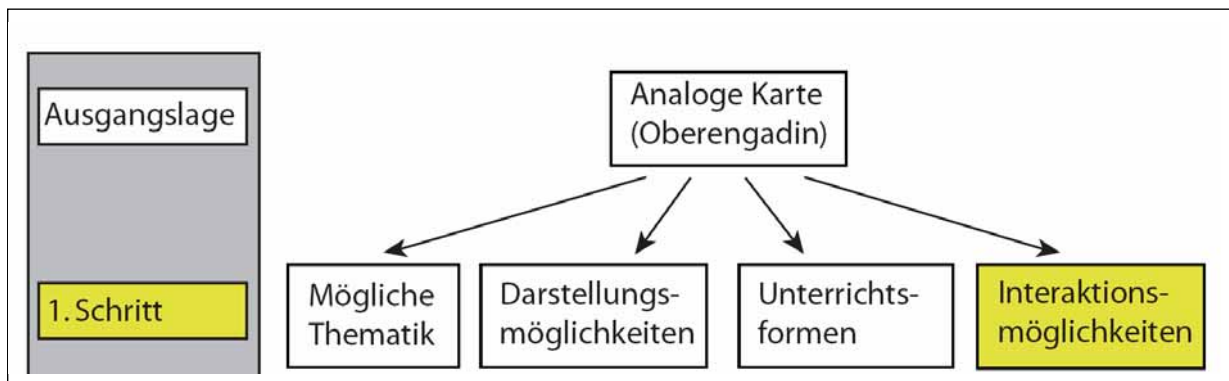 Ausgangslage
Analoge Karte
(Oberengadin)
1. Schritt
Mögliche
Thematik
Darstellungs-
möglichkeiten
Unterrichts-
formen
Interaktions-
möglichkeiten